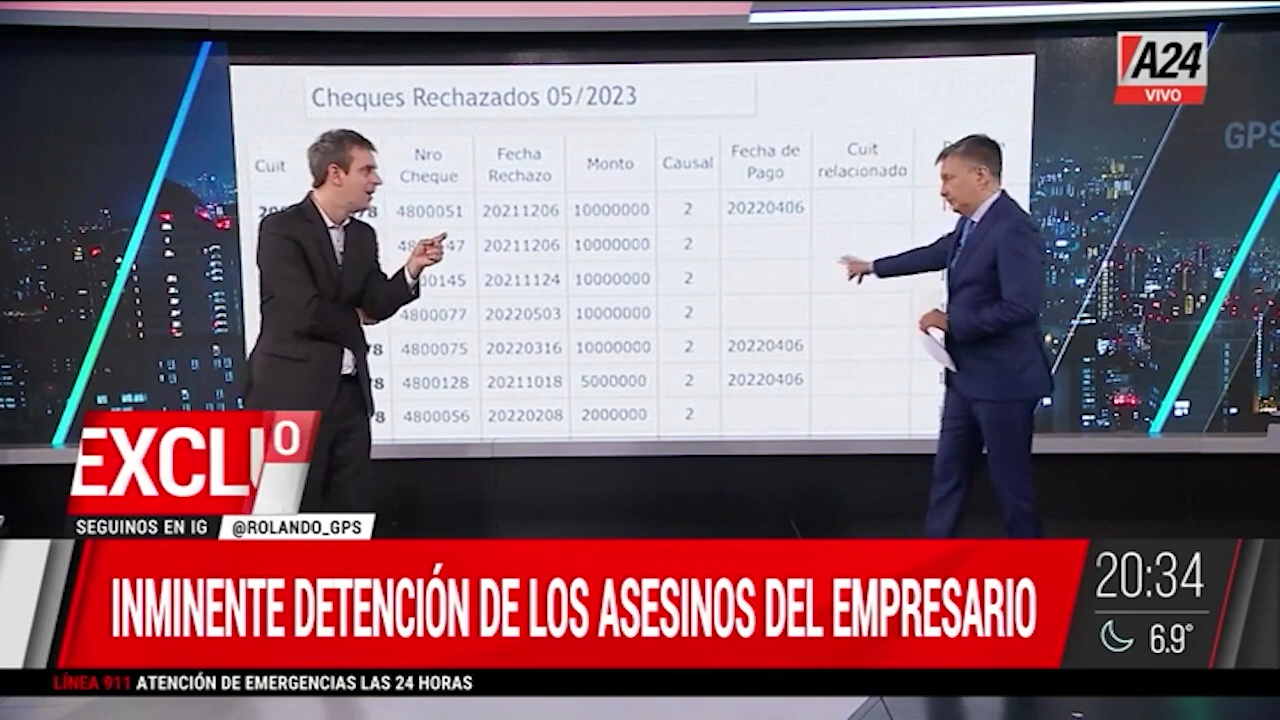 A24
VIVO
GPS
Cheques Rechazados 05/2023
Cuit
Nro Cheque
Fecha Rechazo
Monto
Causal
Fecha de Pago
Cuit relacionado
4800051 20211206 10000000 2 20220406
20211206 10000000 2
20211124 10000000 2
4800077 20220503 10000000 2
4800075 20220316 10000000 2 20220406
4800128 20211018 5000000 2 20220406
4800056 20220208 2000000 2
EXCLU
SEGUINOS EN IG @ROLANDO_GPS
INMINENTE DETENCIÓN DE LOS ASESINOS DEL EMPRESARIO
20:34
6.9°
LÍNEA 911 ATENCIÓN DE EMERGENCIAS LAS 24 HORAS